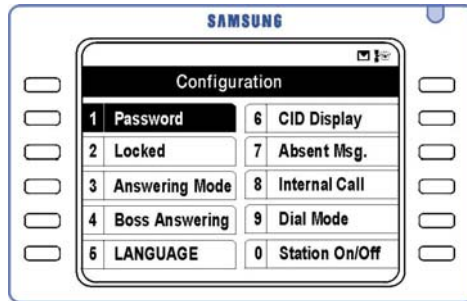 SAMSUNG
Configuration
1 Password
2 Locked
3 Answering Mode
4 Boss Answering
5 LANGUAGE
6 CID Display
7 Absent Msg.
8 Internal Call
9 Dial Mode
0 Station On/Off